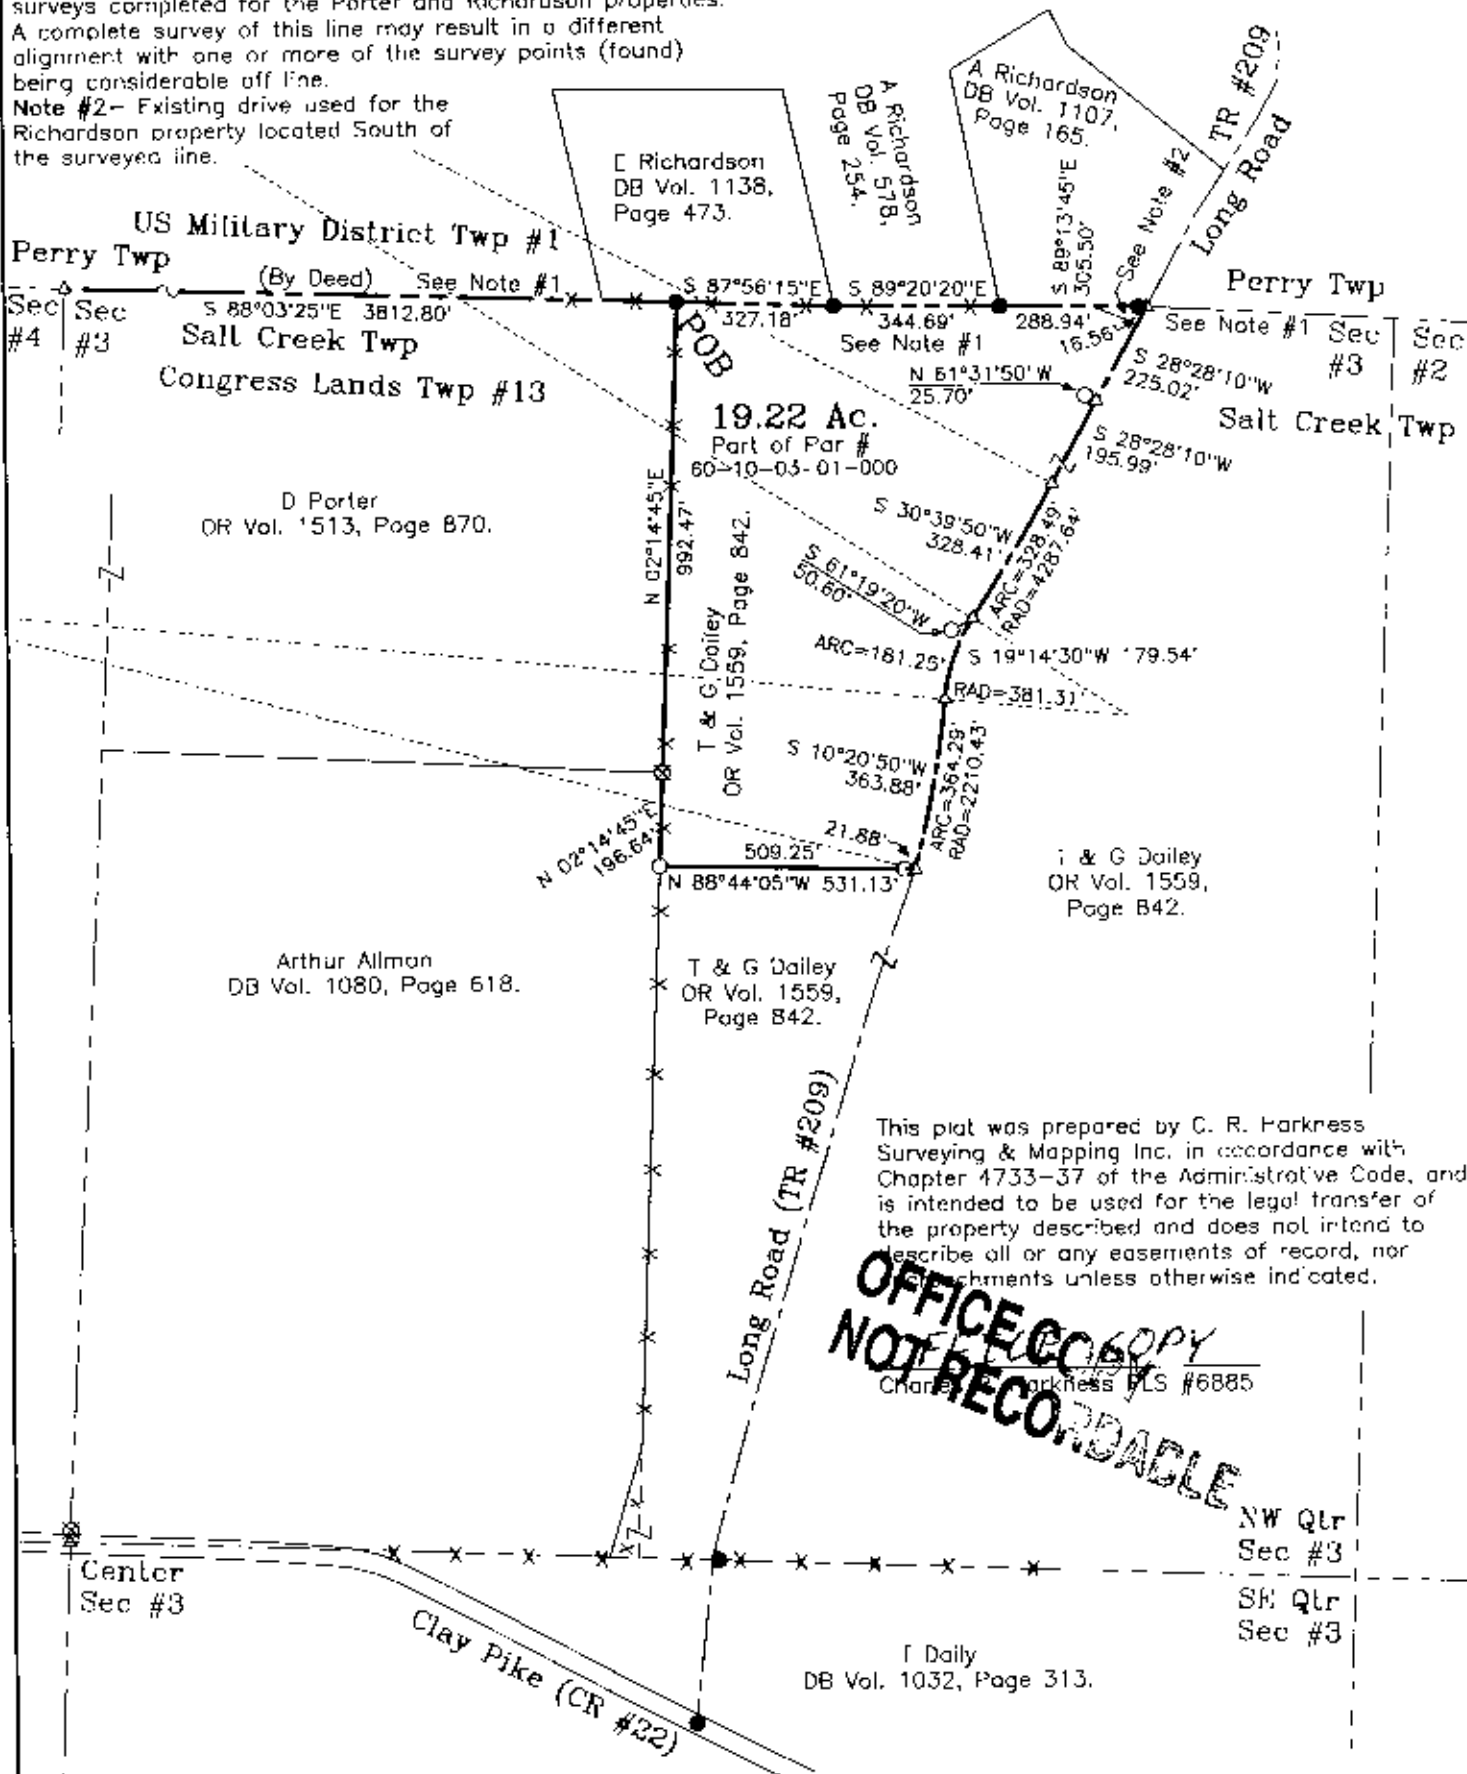 surveys completed for the Porter and Richardson properties.
A complete survey of this line may result in a different
alignment with one or more of the survey points (found)
being considerable off line.
Note #2- Existing drive used for the
Richardson property located South of
the surveyed line.
E Richardson
DB Vol. 1138,
Page 473.
A Richardson
DB Vol. 578,
Page 254.
A Richardson
DB Vol. 1107,
Page 165.
S 89°13'45"E
305.50'
See Note #2
TR #209
Long Road
US Military District Twp #1
Perry Twp
(By Deed)
See Note #1
S 87°56'15"E
S 89°20'20"E
Perry Twp
Sec
#4
Sec
#3
S 88°03'25"E 3812.80'
327.18'
344.69'
288.94'
16.56'
See Note #1
See Note #1
Sec
#3
Sec
#2
Salt Creek Twp
Congress Lands Twp #13
POB
N 61°31'50"W
25.70'
S 28°28'10"W
225.02'
Salt Creek Twp
19.22 Ac.
Part of Par #
60-10-03-01-000
S 28°28'10"W
195.99'
D Porter
OR Vol. 1513, Page 870.
N 02°14'45"E
992.47'
T & G Dailey
OR Vol. 1559, Page 842.
S 30°39'50"W
328.41'
ARC=328.49'
RAD=4287.64'
S 61°19'20"W
50.60'
ARC=181.25'
S 19°14'30"W 179.54'
RAD=381.31'
S 10°20'50"W
363.88'
ARC=364.29'
RAD=2210.43'
N 02°14'45"E
196.64'
21.88'
509.25'
N 88°44'05"W 531.13'
T & G Dailey
OR Vol. 1559,
Page 842.
Arthur Allman
DB Vol. 1080, Page 618.
T & G Dailey
OR Vol. 1559,
Page 842.
Long Road (TR #209)
This plat was prepared by C. R. Harkness
Surveying & Mapping Inc. in accordance with
Chapter 4733-37 of the Administrative Code, and
is intended to be used for the legal transfer of
the property described and does not intend to
describe all or any easements of record, nor
unless otherwise indicated.
OFFICE COPY
NOT RECORDABLE
COPY
Harkness PLS #6885
NW Qtr
Sec #3
SE Qtr
Sec #3
Center
Sec #3
Clay Pike (CR #22)
Daily
DB Vol. 1032, Page 313.